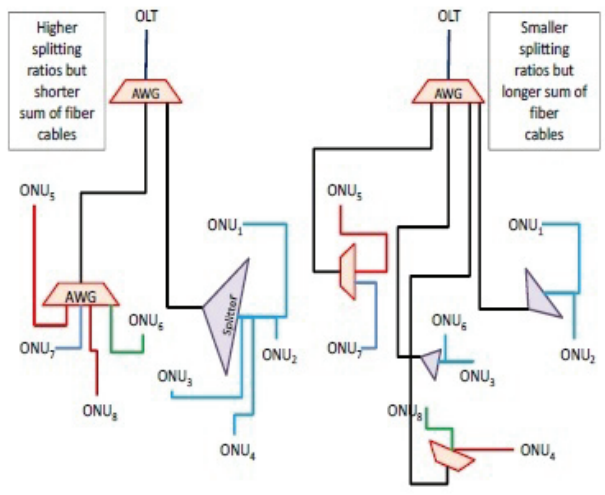 Higher
splitting
ratios but
shorter
sum of fiber
cables
OLT
AWG
ONU5
ONU1
AWG
Splitter
ONU6
ONU7
ONU2
ONU3
ONU8
ONU4
OLT
Smaller
splitting
ratios but
longer sum of
fiber
cables
AWG
ONU5
ONU1
ONU6
ONU7
ONU2
ONU3
ONU8
ONU4